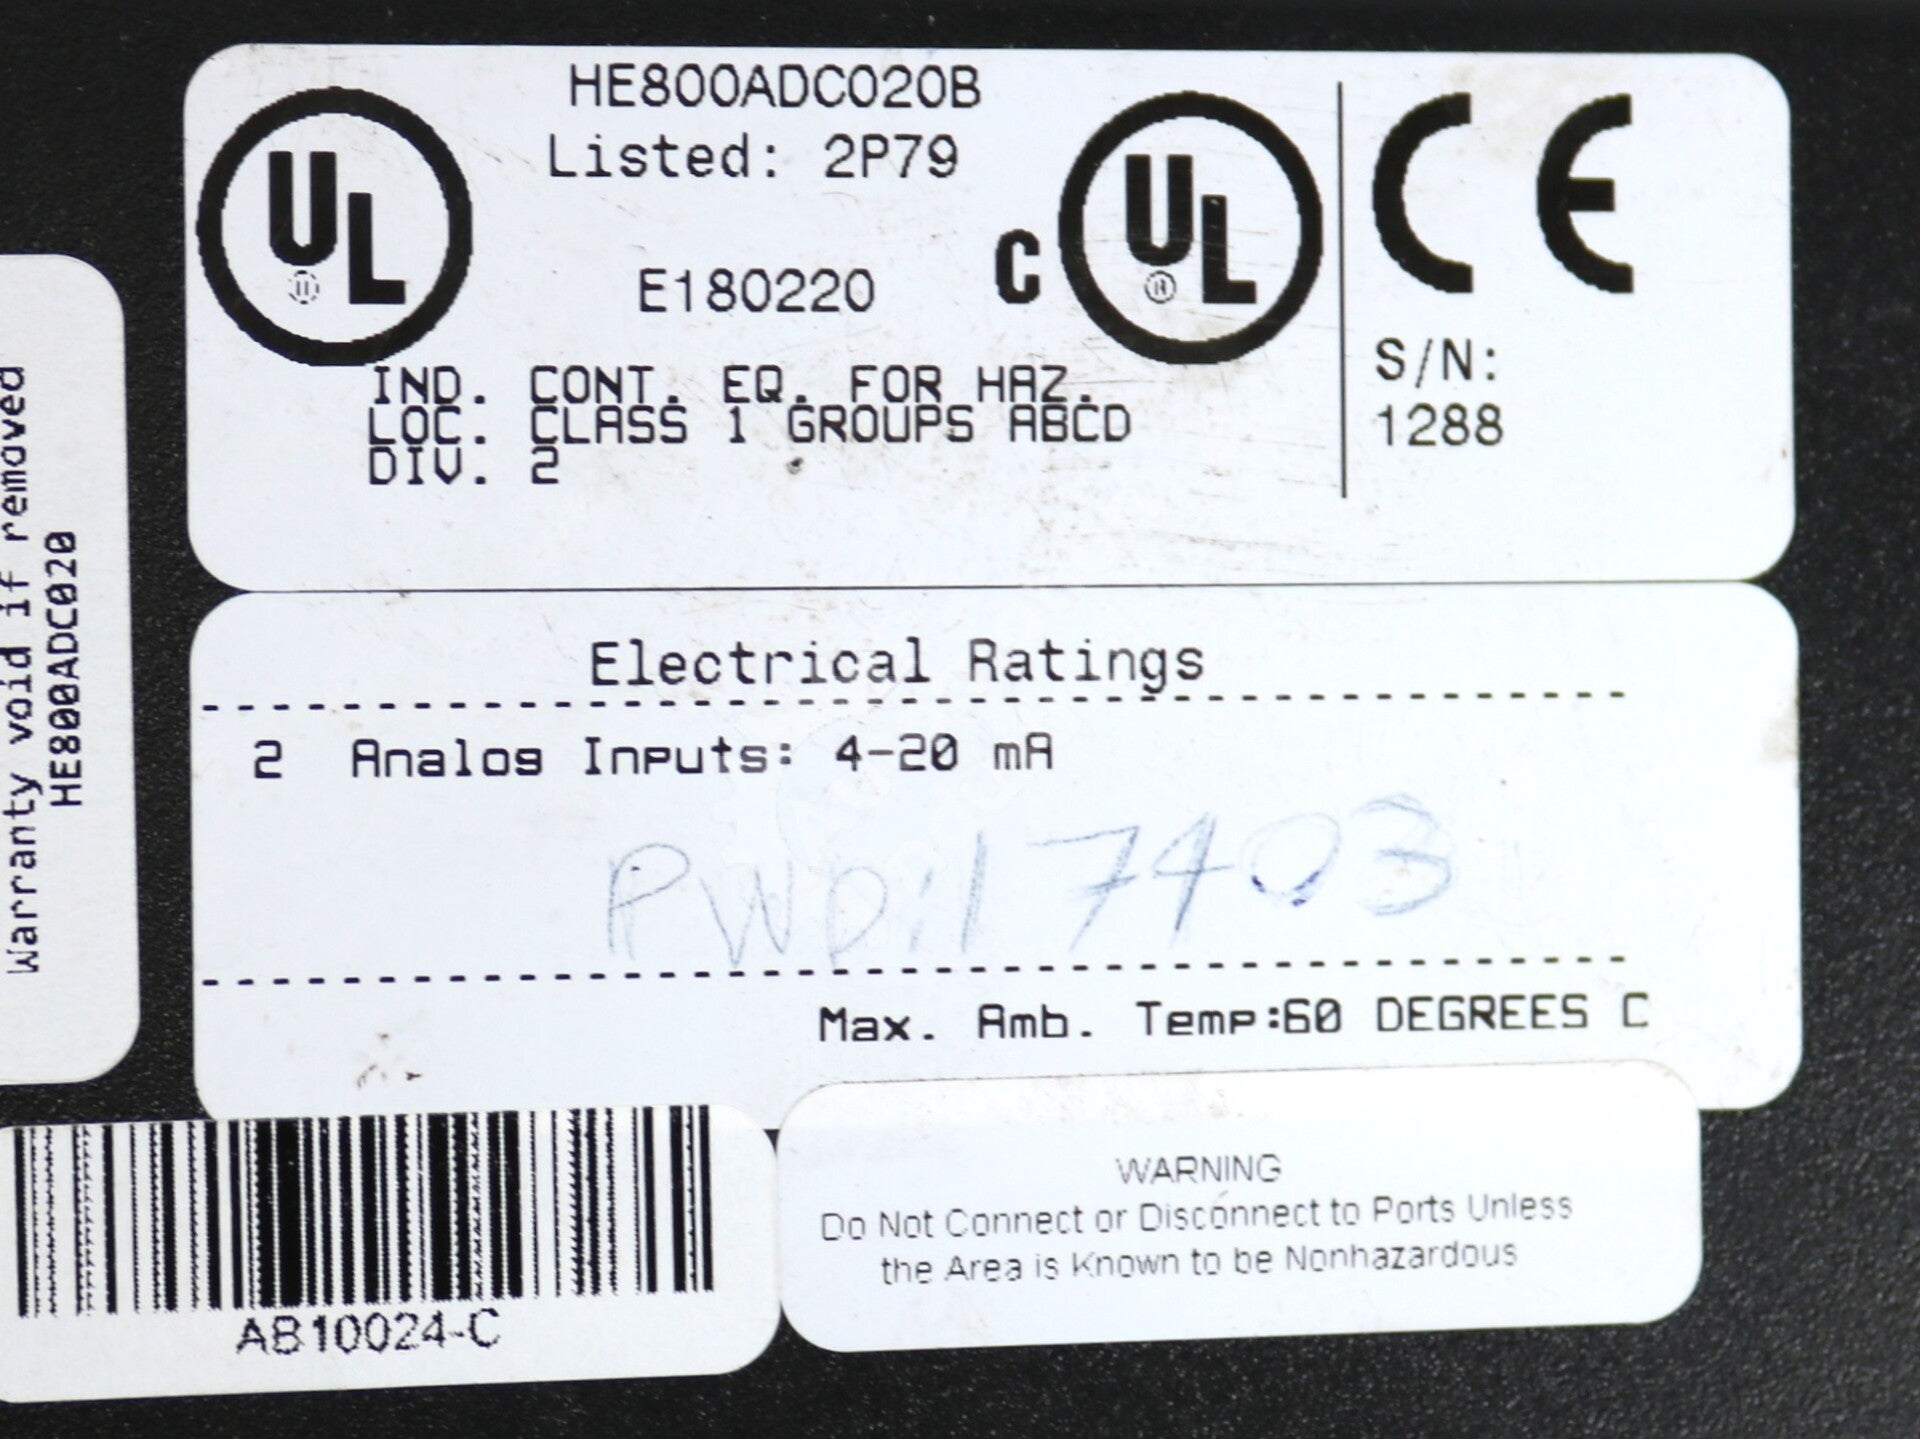 HE800ADC020B
Listed: 2P79
UL
E180220
C UL
CE
IND. CONT. EQ. FOR HAZ.
LOC. CLASS 1 GROUPS ABCD
DIV. 2
S/N:
1288
Warranty void if removed
HE800ADC020
Electrical Ratings
2 Analog Inputs: 4-20 mA
17403
Max. Amb. Temp:60 DEGREES C
AB10024-C
WARNING
Do Not Connect or Disconnect to Ports Unless
the Area is Known to be Nonhazardous